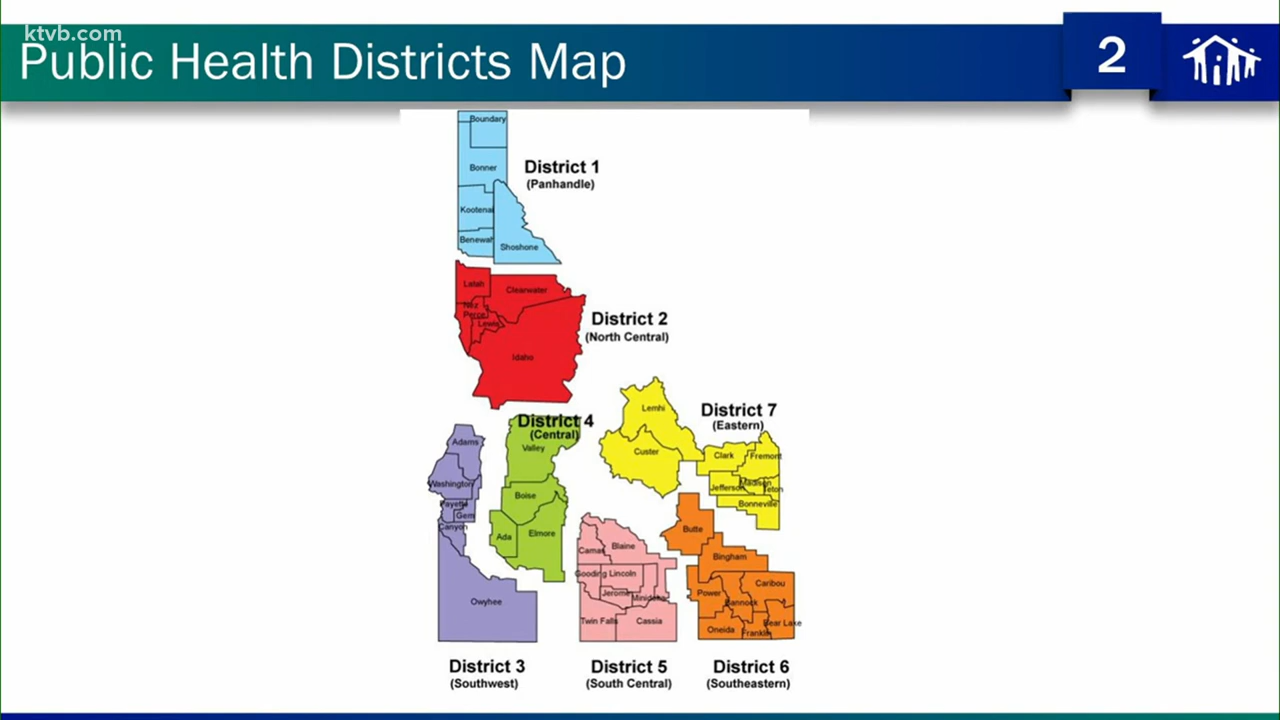 ktvb.com
Public Health Districts Map
2
Boundary
Bonner
District 1
(Panhandle)
Kootenai
Benewah
Shoshone
Latah
Clearwater
Nez
Perce
Lewis
District 2
(North Central)
Idaho
District 4
(Central)
Valley
Boise
Ada
Elmore
Lemhi
Custer
District 7
(Eastern)
Clark
Fremont
Jefferson
Madison
Teton
Bonneville
Adams
Washington
Payette
Gem
Canyon
Owyhee
Camas
Blaine
Gooding
Lincoln
Jerome
Minidoka
Twin Falls
Cassia
Butte
Bingham
Power
Caribou
Bannock
Bear Lake
Oneida
Franklin
District 3
(Southwest)
District 5
(South Central)
District 6
(Southeastern)